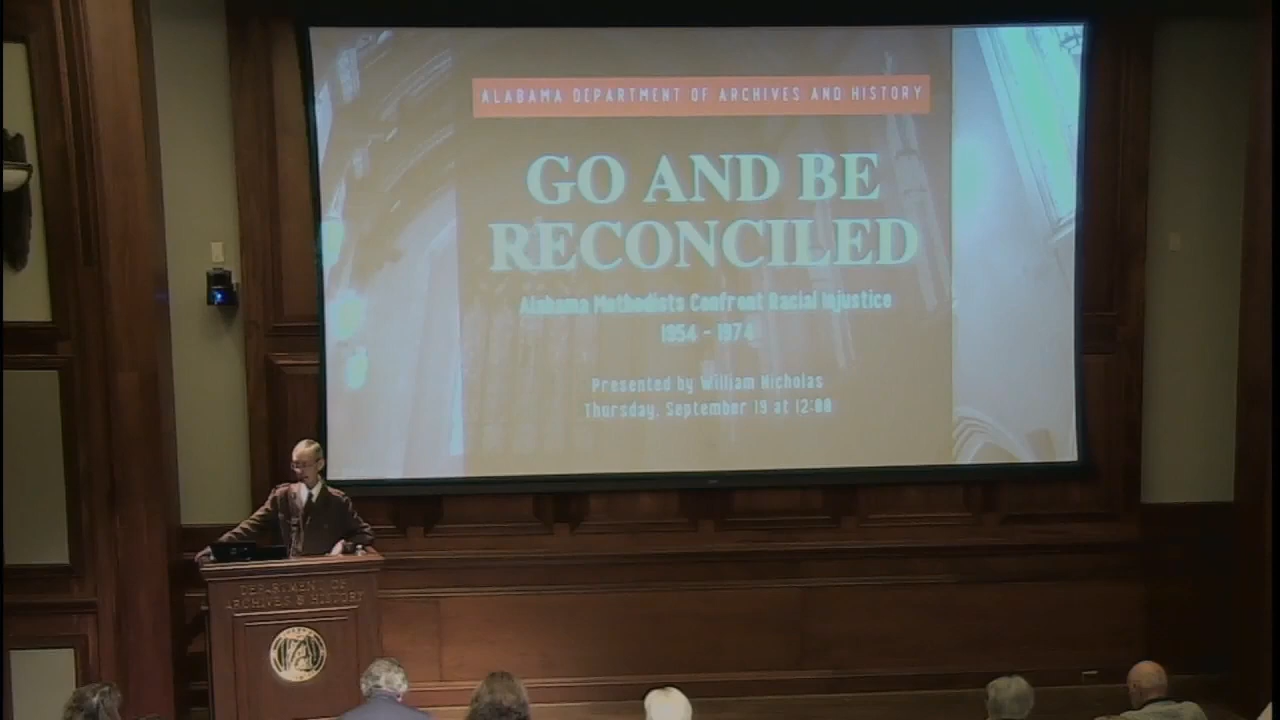 ALABAMA DEPARTMENT OF ARCHIVES AND HISTORY
GO AND BE
RECONCILED
Alabama Methodists Confront Racial Injustice
1954 - 1974
Presented by William Nicholas
Thursday, September 19 at 12:00
DEPARTMENT OF
ARCHIVES & HISTORY